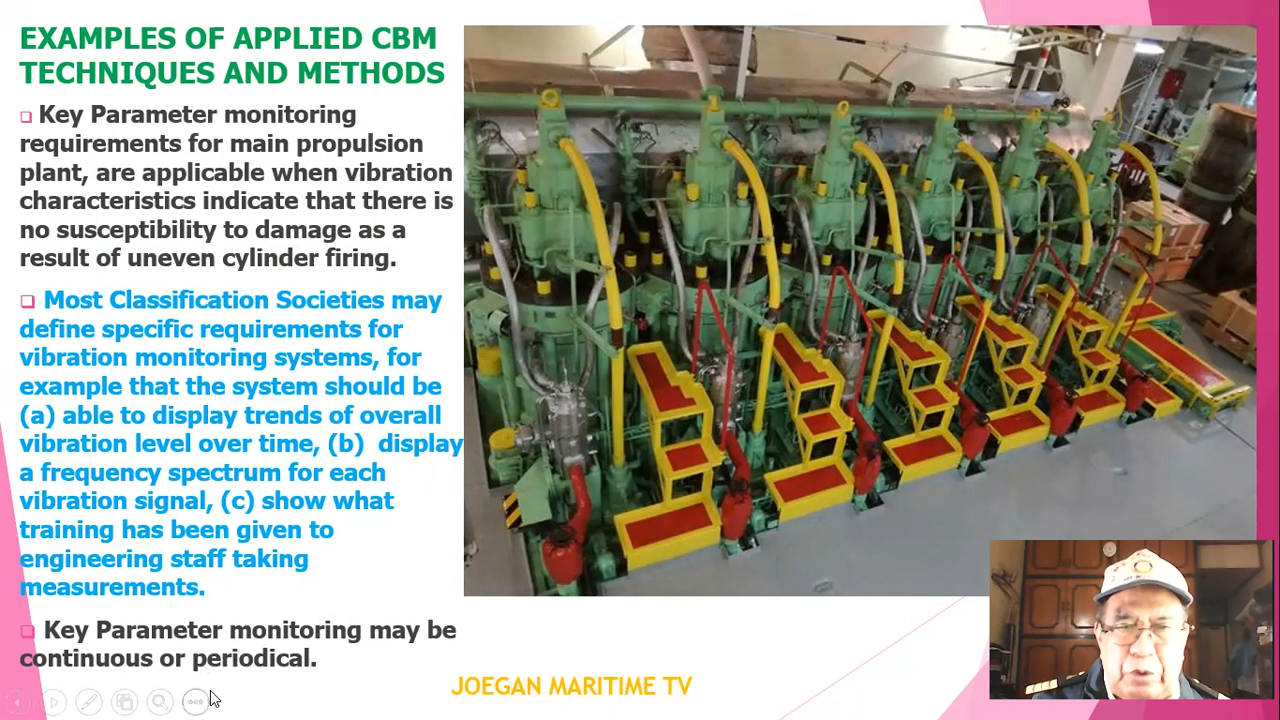 EXAMPLES OF APPLIED CBM
TECHNIQUES AND METHODS
Key Parameter monitoring
requirements for main propulsion
plant, are applicable when vibration
characteristics indicate that there is
no susceptibility to damage as a
result of uneven cylinder firing.
Most Classification Societies may
define specific requirements for
vibration monitoring systems, for
example that the system should be
(a) able to display trends of overall
vibration level over time, (b) display
a frequency spectrum for each
vibration signal, (c) show what
training has been given to
engineering staff taking
measurements.
Key Parameter monitoring may be
continuous or periodical.
JOEGAN MARITIME TV